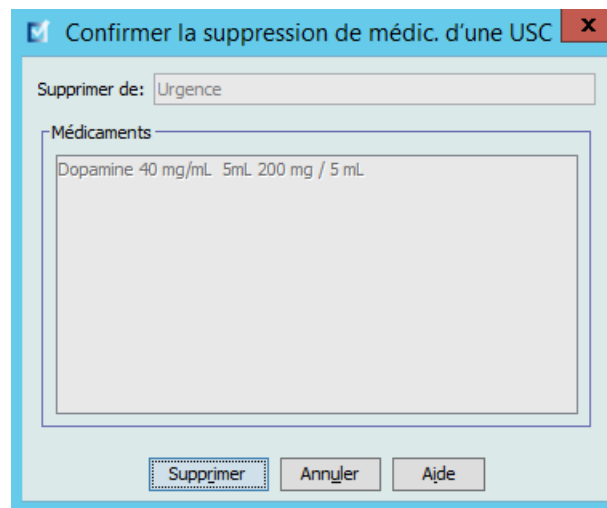 Confirmer la suppression de médic. d'une USC x
Supprimer de: Urgence
Médicaments
Dopamine 40 mg/mL 5mL 200 mg / 5 mL
Supprimer Annuler Aide